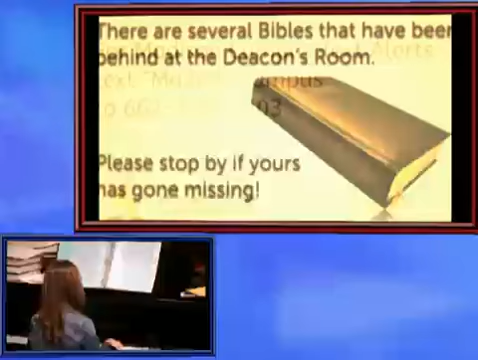 There are several Bibles that have been
behind at the Deacon's Room.
Please stop by if yours
has gone missing!